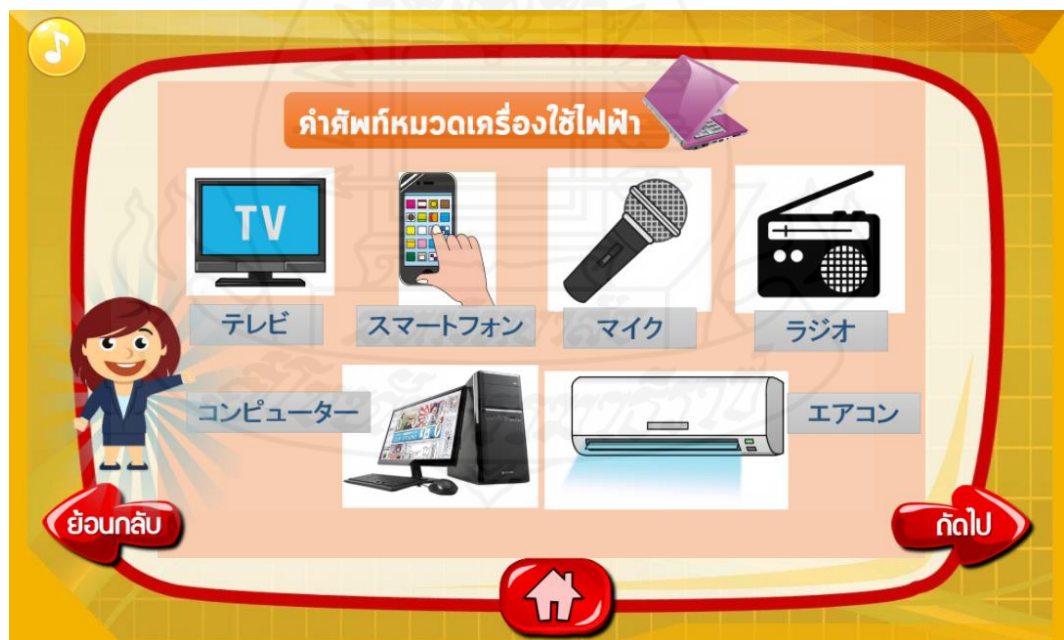 คำศัพท์หมวดเครื่องใช้ไฟฟ้า
TV
テレビ
スマートフォン
マイク
ラジオ
コンピューター
エアコン
ย้อนกลับ
ถัดไป